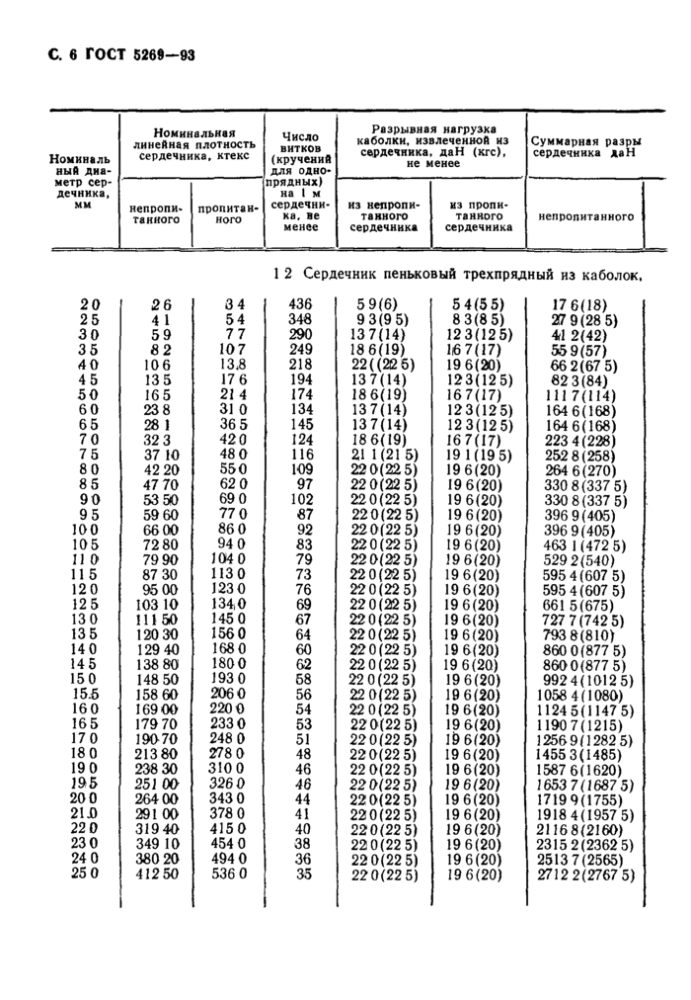 С. 6 ГОСТ 5269—93
Номиналь
ный диа-
метр сер-
дечника,
мм
Номинальная
линейная плотность
сердечника, ктекс
непропи-
танного
пропитан-
ного
Число
витков
(кручений
для одно-
прядных)
на 1 м
сердечни-
ка, не
менее
Разрывная нагрузка
каболки, извлеченной из
сердечника, даН (кгс),
не менее
из непропи-
танного
сердечника
из пропи-
танного
сердечника
Суммарная разры
сердечника даН
непропитанного
1 2 Сердечник пеньковый трехпрядный из каболок,
2 0 2 6 3 4 436 5 9(6) 5 4(5 5) 17 6(18)
2 5 4 1 5 4 348 9 3(9 5) 8 3(8 5) 27 9(28 5)
3 0 5 9 7 7 290 13 7(14) 12 3(12 5) 41 2(42)
3 5 8 2 10 7 249 18 6(19) 16 7(17) 55 9(57)
4 0 10 6 13,8 218 22((22 5) 19 6(20) 66 2(67 5)
4 5 13 5 17 6 194 13 7(14) 12 3(12 5) 82 3(84)
5 0 16 5 21 4 174 18 6(19) 16 7(17) 111 7(114)
6 0 23 8 31 0 134 13 7(14) 12 3(12 5) 164 6(168)
6 5 28 1 36 5 145 13 7(14) 12 3(12 5) 164 6(168)
7 0 32 3 42 0 124 18 6(19) 16 7(17) 223 4(228)
7 5 37 10 48 0 116 21 1(21 5) 19 1(19 5) 252 8(258)
8 0 42 20 55 0 109 22 0(22 5) 19 6(20) 264 6(270)
8 5 47 70 62 0 97 22 0(22 5) 19 6(20) 330 8(337 5)
9 0 53 50 69 0 102 22 0(22 5) 19 6(20) 330 8(337 5)
9 5 59 60 77 0 87 22 0(22 5) 19 6(20) 396 9(405)
10 0 66 00 86 0 92 22 0(22 5) 19 6(20) 396 9(405)
10 5 72 80 94 0 83 22 0(22 5) 19 6(20) 463 1(472 5)
11 0 79 90 104 0 79 22 0(22 5) 19 6(20) 529 2(540)
11 5 87 30 113 0 73 22 0(22 5) 19 6(20) 595 4(607 5)
12 0 95 00 123 0 76 22 0(22 5) 19 6(20) 595 4(607 5)
12 5 103 10 134,0 69 22 0(22 5) 19 6(20) 661 5(675)
13 0 111 50 145 0 67 22 0(22 5) 19 6(20) 727 7(742 5)
13 5 120 30 156 0 64 22 0(22 5) 19 6(20) 793 8(810)
14 0 129 40 168 0 60 22 0(22 5) 19 6(20) 860 0(877 5)
14 5 138 80 180 0 62 22 0(22 5) 19 6(20) 860 0(877 5)
15 0 148 50 193 0 58 22 0(22 5) 19 6(20) 992 4(1012 5)
15.5 158 60 206 0 56 22 0(22 5) 19 6(20) 1058 4(1080)
16 0 169 00 220 0 54 22 0(22 5) 19 6(20) 1124 5(1147 5)
16 5 179 70 233 0 53 22 0(22 5) 19 6(20) 1190 7(1215)
17 0 190 70 248 0 51 22 0(22 5) 19 6(20) 1256 9(1282 5)
18 0 213 80 278 0 48 22 0(22 5) 19 6(20) 1455 3(1485)
19 0 238 30 310 0 46 22 0(22 5) 19 6(20) 1587 6(1620)
19 5 251 00 326 0 46 22 0(22 5) 19 6(20) 1653 7(1687 5)
20 0 264 00 343 0 44 22 0(22 5) 19 6(20) 1719 9(1755)
21.0 291 00 378 0 41 22 0(22 5) 19 6(20) 1918 4(1957 5)
22 0 319 40 415 0 40 22 0(22 5) 19 6(20) 2116 8(2160)
23 0 349 10 454 0 38 22 0(22 5) 19 6(20) 2315 2(2362 5)
24 0 380 20 494 0 36 22 0(22 5) 19 6(20) 2513 7(2565)
25 0 412 50 536 0 35 22 0(22 5) 19 6(20) 2712 2(2767 5)